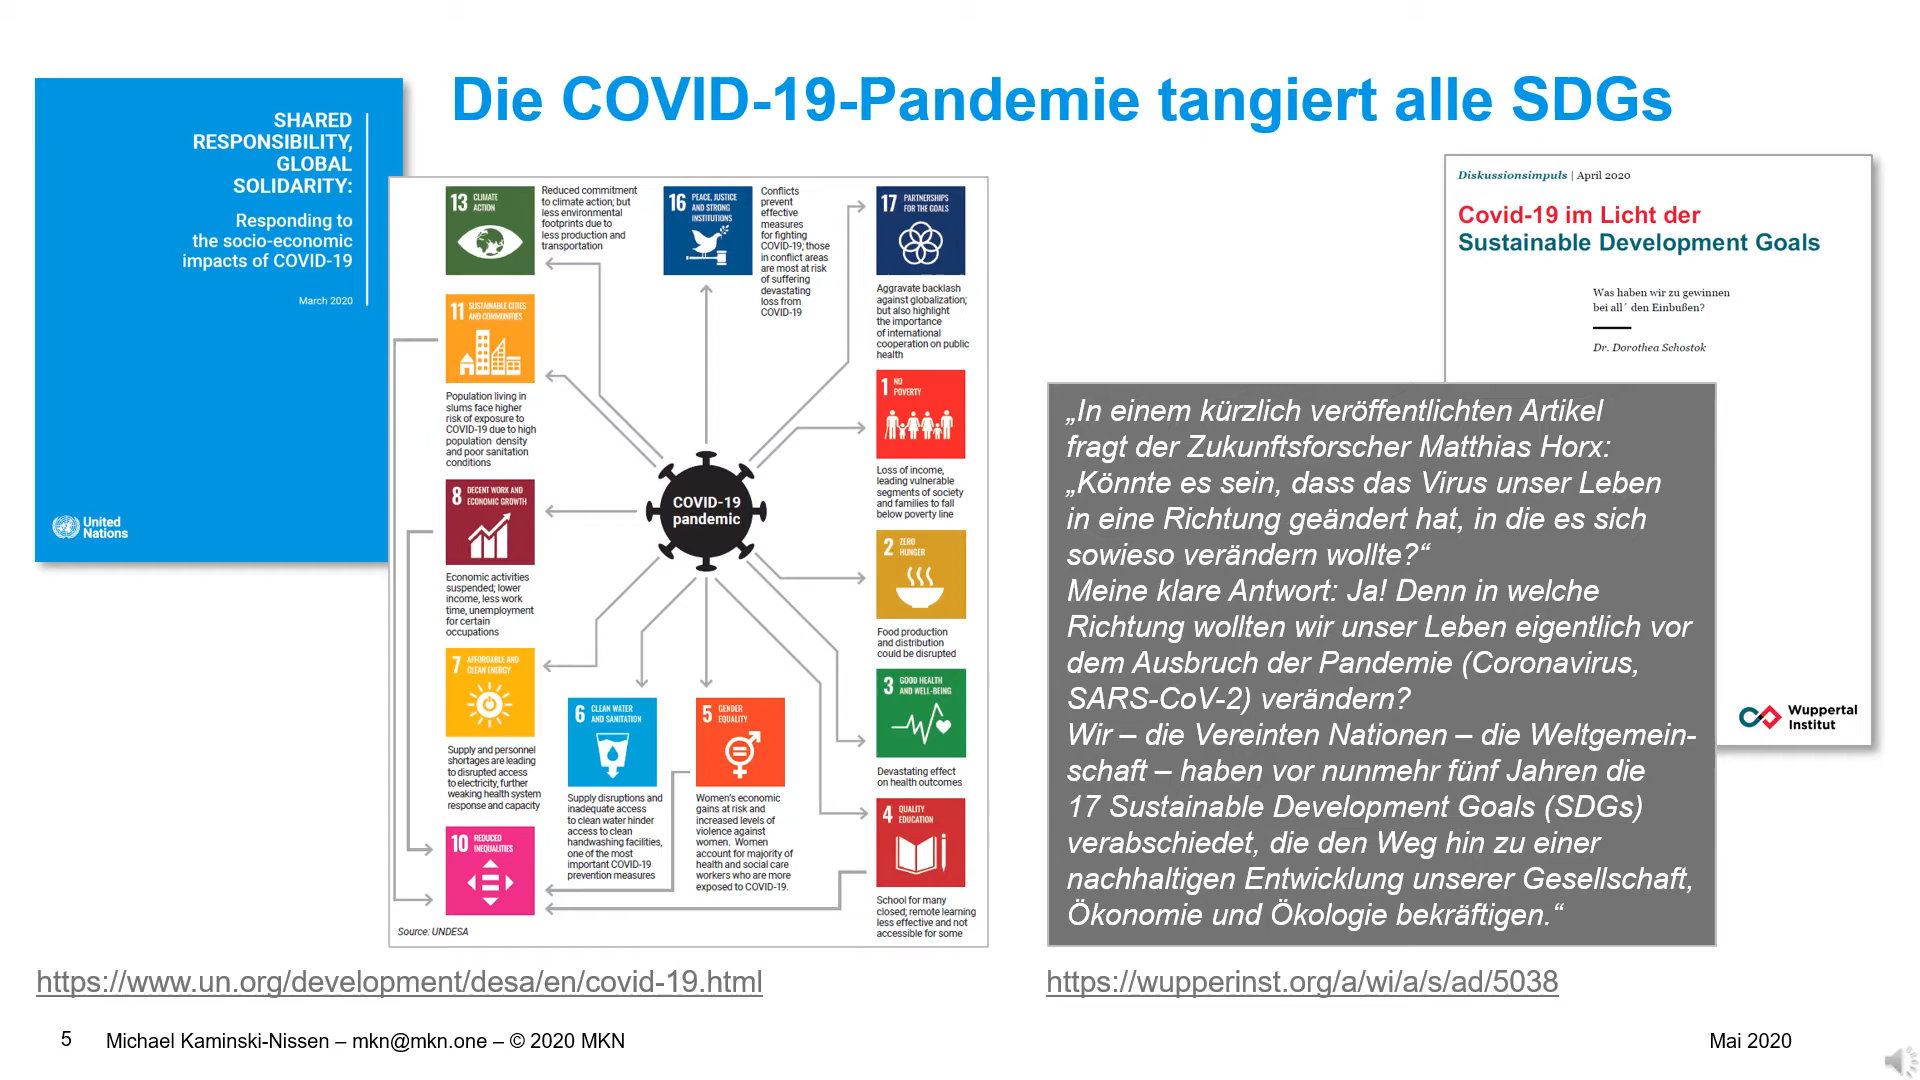 Die COVID-19-Pandemie tangiert alle SDGs
SHARED
RESPONSIBILITY,
GLOBAL
SOLIDARITY:
Responding to
the socio-economic
impacts of COVID-19
March 2020
United
Nations
13 CLIMATE
ACTION
Reduced commitment
to climate action; but
less environmental
footprints due to
less production and
transportation
16 PEACE, JUSTICE
AND STRONG
INSTITUTIONS
Conflicts
prevent
effective
measures
for fighting
COVID-19; those
in conflict areas
are most at risk
of suffering
devastating
loss from
COVID-19
17 PARTNERSHIPS
FOR THE GOALS
Aggravate backlash
against globalization;
but also highlight
the importance
of international
cooperation on public
health
11 SUSTAINABLE CITIES
AND COMMUNITIES
Population living in
slums face higher
risk of exposure to
COVID-19 due to high
population density
and poor sanitation
conditions
1 NO
POVERTY
Loss of income,
leading vulnerable
segments of society
and families to fall
below poverty line
8 DECENT WORK AND
ECONOMIC GROWTH
Economic activities
suspended; lower
income, less work
time, unemployment
for certain
occupations
COVID-19
pandemic
2 ZERO
HUNGER
Food production
and distribution
could be disrupted
7 AFFORDABLE AND
CLEAN ENERGY
Supply and personnel
shortages are leading
to disrupted access
to electricity, further
weaking health system
response and capacity
6 CLEAN WATER
AND SANITATION
Supply disruptions and
inadequate access
to clean water hinder
access to clean
handwashing facilities,
one of the most
important COVID-19
prevention measures
5 GENDER
EQUALITY
Women's economic
gains at risk and
increased levels of
violence against
women. Women
account for majority of
health and social care
workers who are more
exposed to COVID-19.
3 GOOD HEALTH
AND WELL-BEING
Devastating effect
on health outcomes
4 QUALITY
EDUCATION
School for many
closed; remote learning
less effective and not
accessible for some
10 REDUCED
INEQUALITIES
Source: UNDESA
Diskussionsimpuls | April 2020
Covid-19 im Licht der
Sustainable Development Goals
Was haben wir zu gewinnen
bei all´ den Einbußen?
Dr. Dorothea Schostok
„In einem kürzlich veröffentlichten Artikel
fragt der Zukunftsforscher Matthias Horx:
„Könnte es sein, dass das Virus unser Leben
in eine Richtung geändert hat, in die es sich
sowieso verändern wollte?“
Meine klare Antwort: Ja! Denn in welche
Richtung wollten wir unser Leben eigentlich vor
dem Ausbruch der Pandemie (Coronavirus,
SARS-CoV-2) verändern?
Wir – die Vereinten Nationen – die Weltgemein-
schaft – haben vor nunmehr fünf Jahren die
17 Sustainable Development Goals (SDGs)
verabschiedet, die den Weg hin zu einer
nachhaltigen Entwicklung unserer Gesellschaft,
Ökonomie und Ökologie bekräftigen.“
Wuppertal
Institut
https://www.un.org/development/desa/en/covid-19.html
https://wupperinst.org/a/wi/a/s/ad/5038
5 Michael Kaminski-Nissen – mkn@mkn.one – © 2020 MKN
Mai 2020